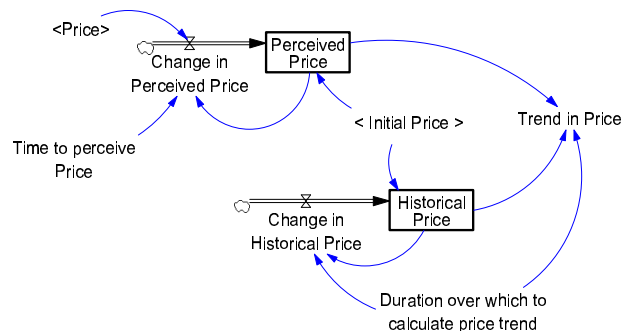 <Price>
Perceived
Price
Change in
Perceived Price
Time to perceive
Price
< Initial Price >
Trend in Price
Historical
Price
Change in
Historical Price
Duration over which to
calculate price trend